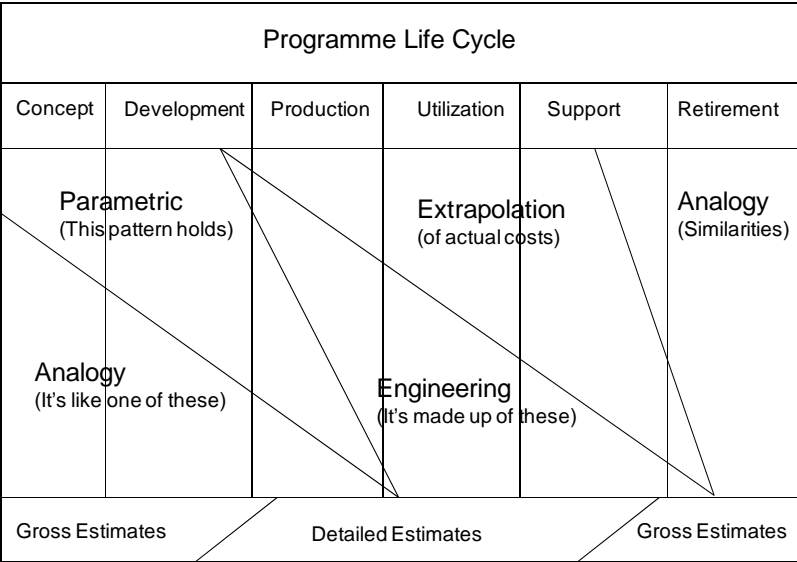 Programme Life Cycle
Concept
Development
Production
Utilization
Support
Retirement
Parametric
(This pattern holds)
Extrapolation
(of actual costs)
Analogy
(Similarities)
Analogy
(It's like one of these)
Engineering
(It's made up of these)
Gross Estimates
Detailed Estimates
Gross Estimates